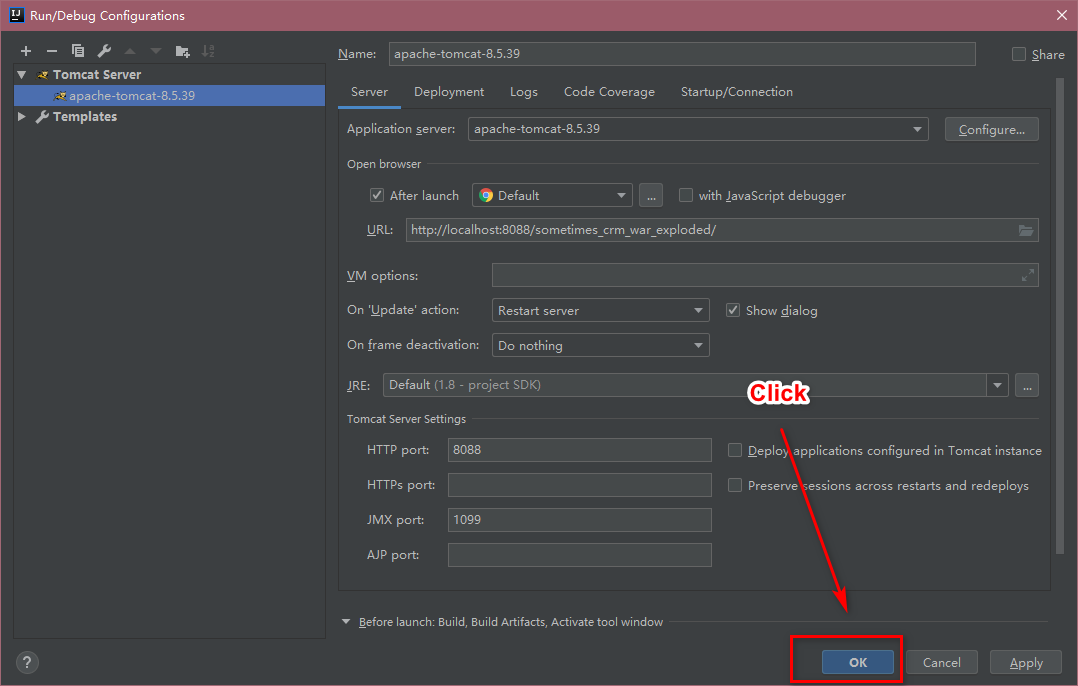 Run/Debug Configurations
Name: apache-tomcat-8.5.39 Share
Tomcat Server
apache-tomcat-8.5.39
Templates
Server Deployment Logs Code Coverage Startup/Connection
Application server: apache-tomcat-8.5.39 Configure...
Open browser
After launch Default ... with JavaScript debugger
URL: http://localhost:8088/sometimes_crm_war_exploded/
VM options:
On 'Update' action: Restart server Show dialog
On frame deactivation: Do nothing
JRE: Default (1.8 - project SDK) ...
Click
Tomcat Server Settings
HTTP port: 8088 Deploy applications configured in Tomcat instance
HTTPs port: Preserve sessions across restarts and redeploys
JMX port: 1099
AJP port:
Before launch: Build, Build Artifacts, Activate tool window
? OK Cancel Apply